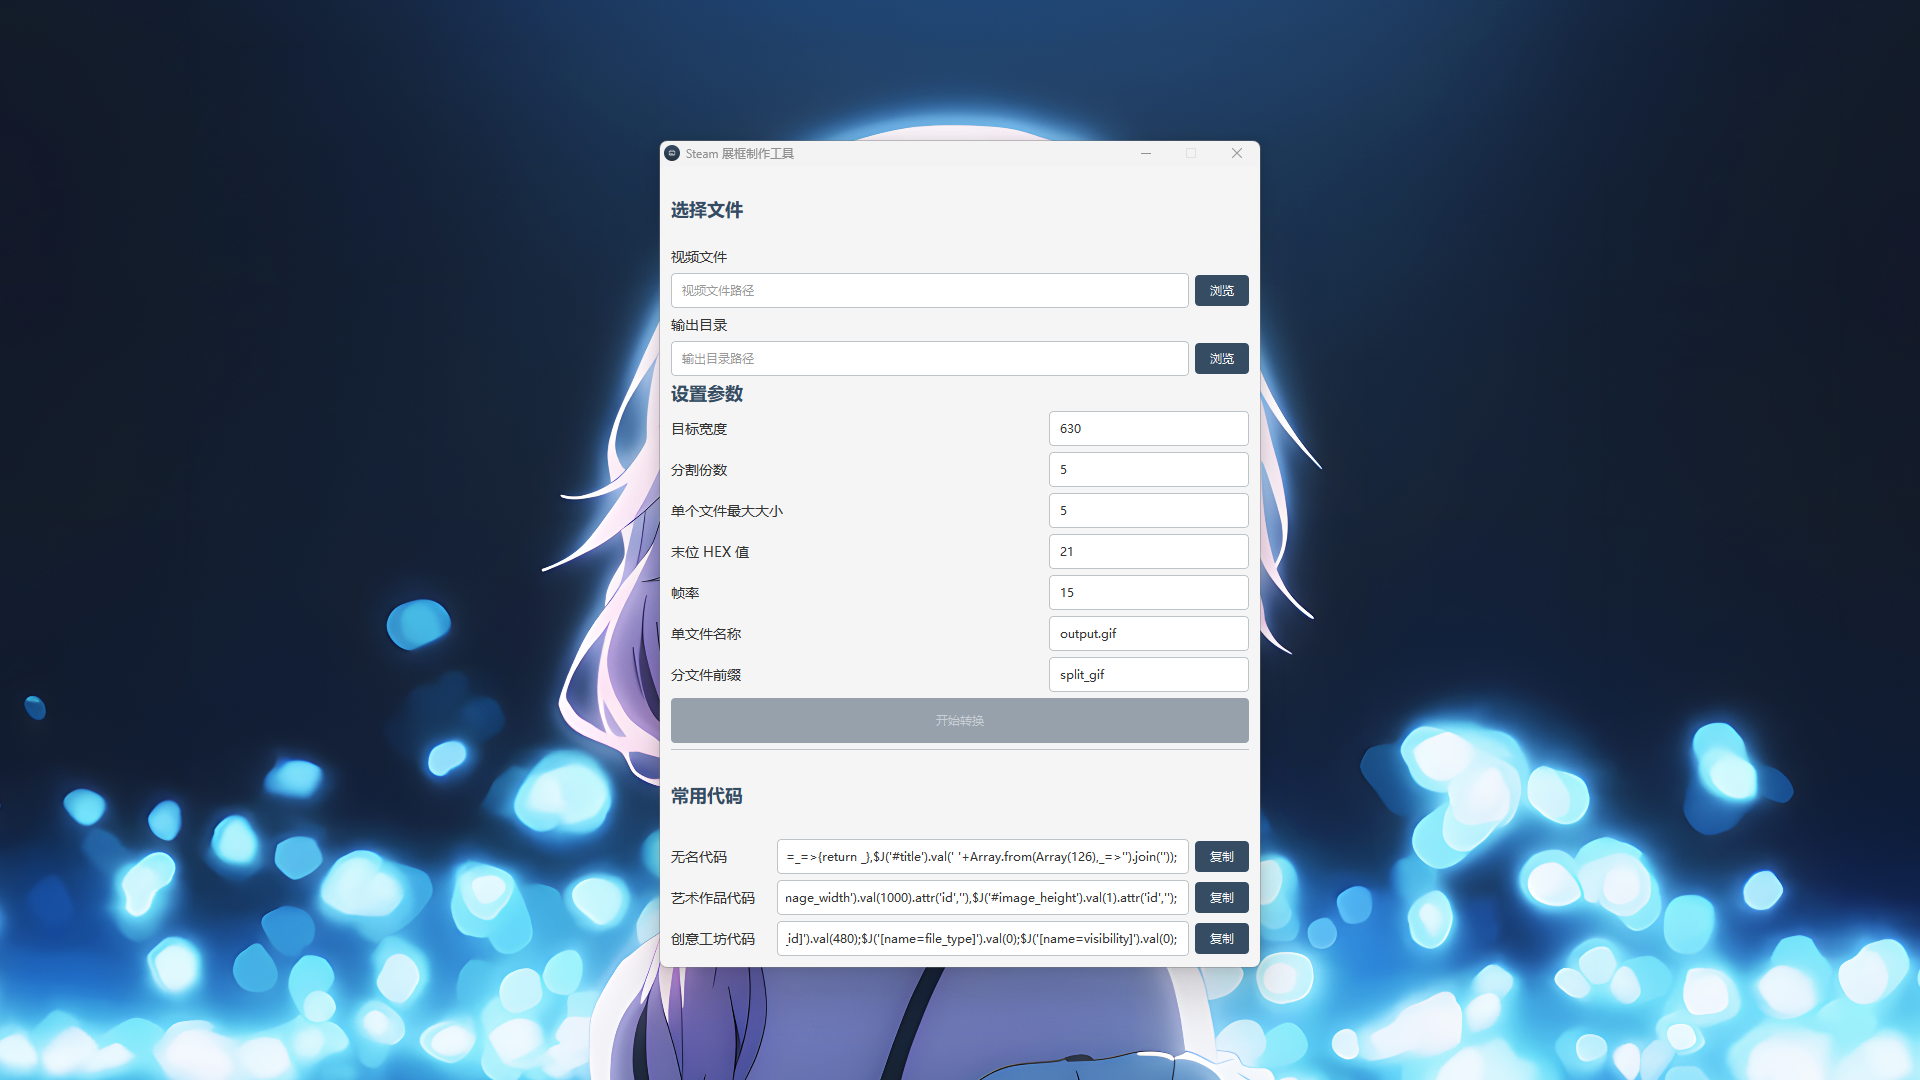 Steam 展框制作工具
选择文件
视频文件
视频文件路径 浏览
输出目录
输出目录路径 浏览
设置参数
目标宽度 630
分割份数 5
单个文件最大大小 5
末位 HEX 值 21
帧率 15
单文件名称 output.gif
分文件前缀 split_gif
开始转换
常用代码
无名代码 =_=>{return _},$J('#title').val(' '+Array.from(Array(126),_=>'').join('')); 复制
艺术作品代码 nage_width').val(1000).attr('id',''),$J('#image_height').val(1).attr('id',''); 复制
创意工坊代码 _id]').val(480);$J('[name=file_type]').val(0);$J('[name=visibility]').val(0); 复制